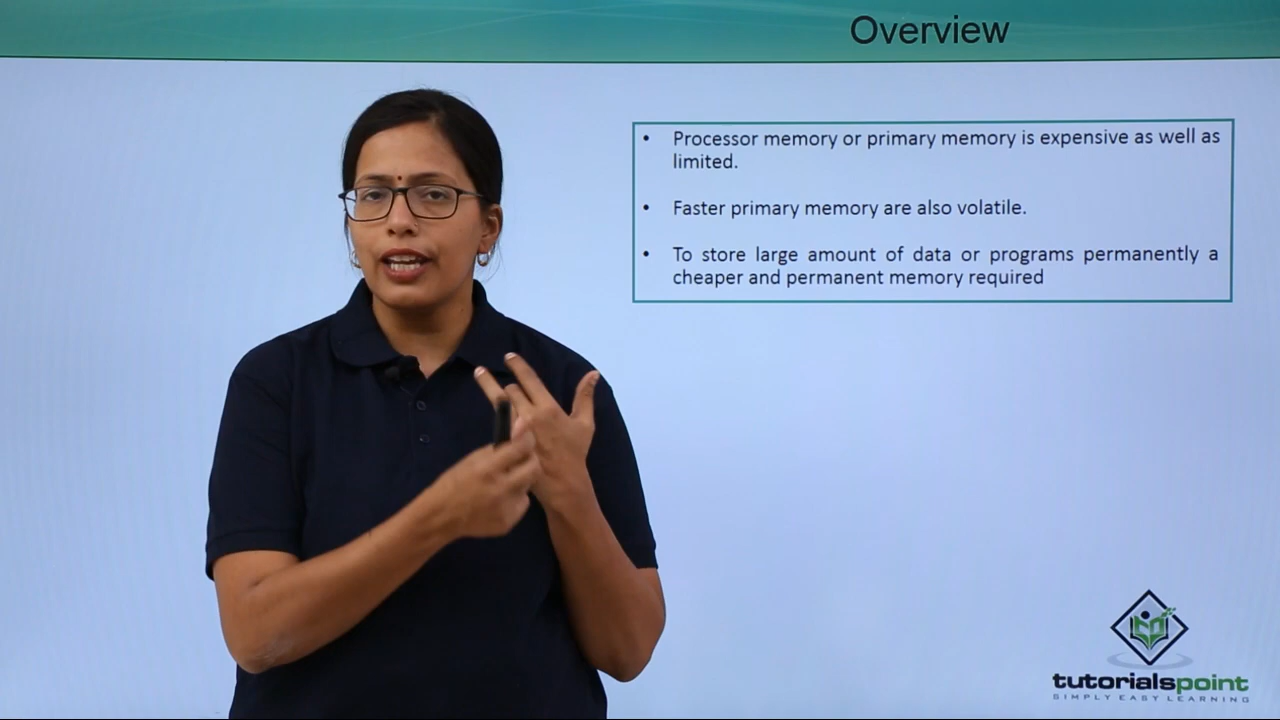 Overview
• Processor memory or primary memory is expensive as well as
limited.
• Faster primary memory are also volatile.
• To store large amount of data or programs permanently a
cheaper and permanent memory required
tutorialspoint
SIMPLY EASY LEARNING